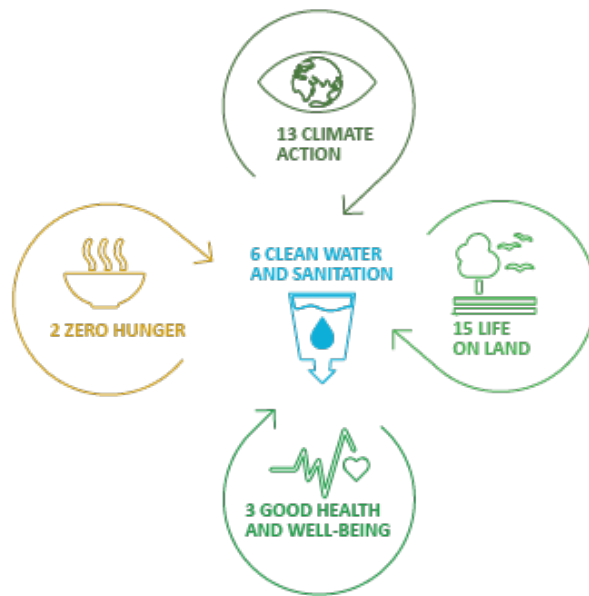 13 CLIMATE
ACTION
6 CLEAN WATER
AND SANITATION
2 ZERO HUNGER
15 LIFE
ON LAND
3 GOOD HEALTH
AND WELL-BEING